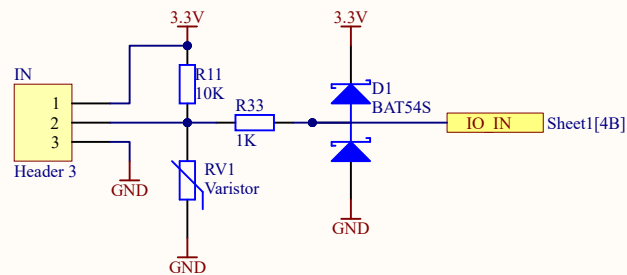 3.3V
3.3V
IN
R11
10K
D1
BAT54S
1
2
3
R33
1K
IO_IN
Sheet1[4B]
Header 3
GND
RV1
Varistor
GND
GND